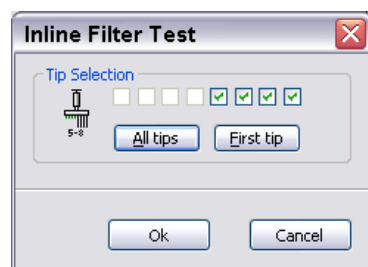 Inline Filter Test
Tip Selection
5-8
All tips First tip
Ok Cancel